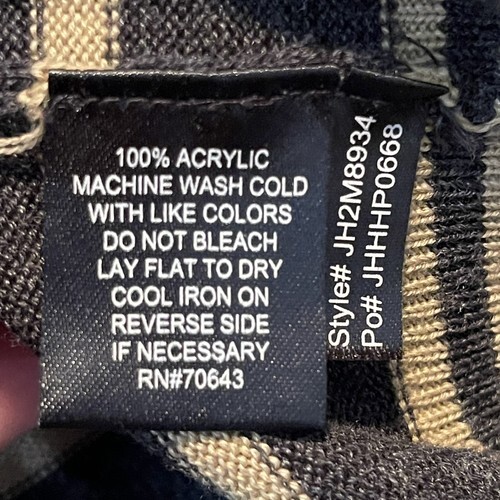 100% ACRYLIC
MACHINE WASH COLD
WITH LIKE COLORS
DO NOT BLEACH
LAY FLAT TO DRY
COOL IRON ON
REVERSE SIDE
IF NECESSARY
RN#70643
Style# JH2M8934
Po# JHHHP0668